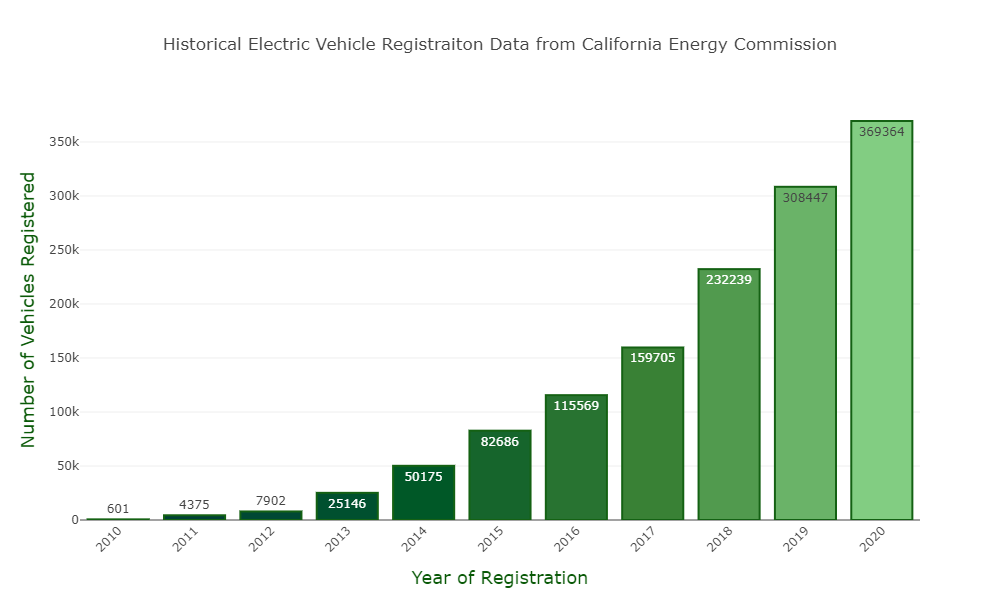 Historical Electric Vehicle Registraiton Data from California Energy Commission
Number of Vehicles Registered
350k
300k
250k
200k
150k
100k
50k
0
601
4375
7902
25146
50175
82686
115569
159705
232239
308447
369364
2010
2011
2012
2013
2014
2015
2016
2017
2018
2019
2020
Year of Registration